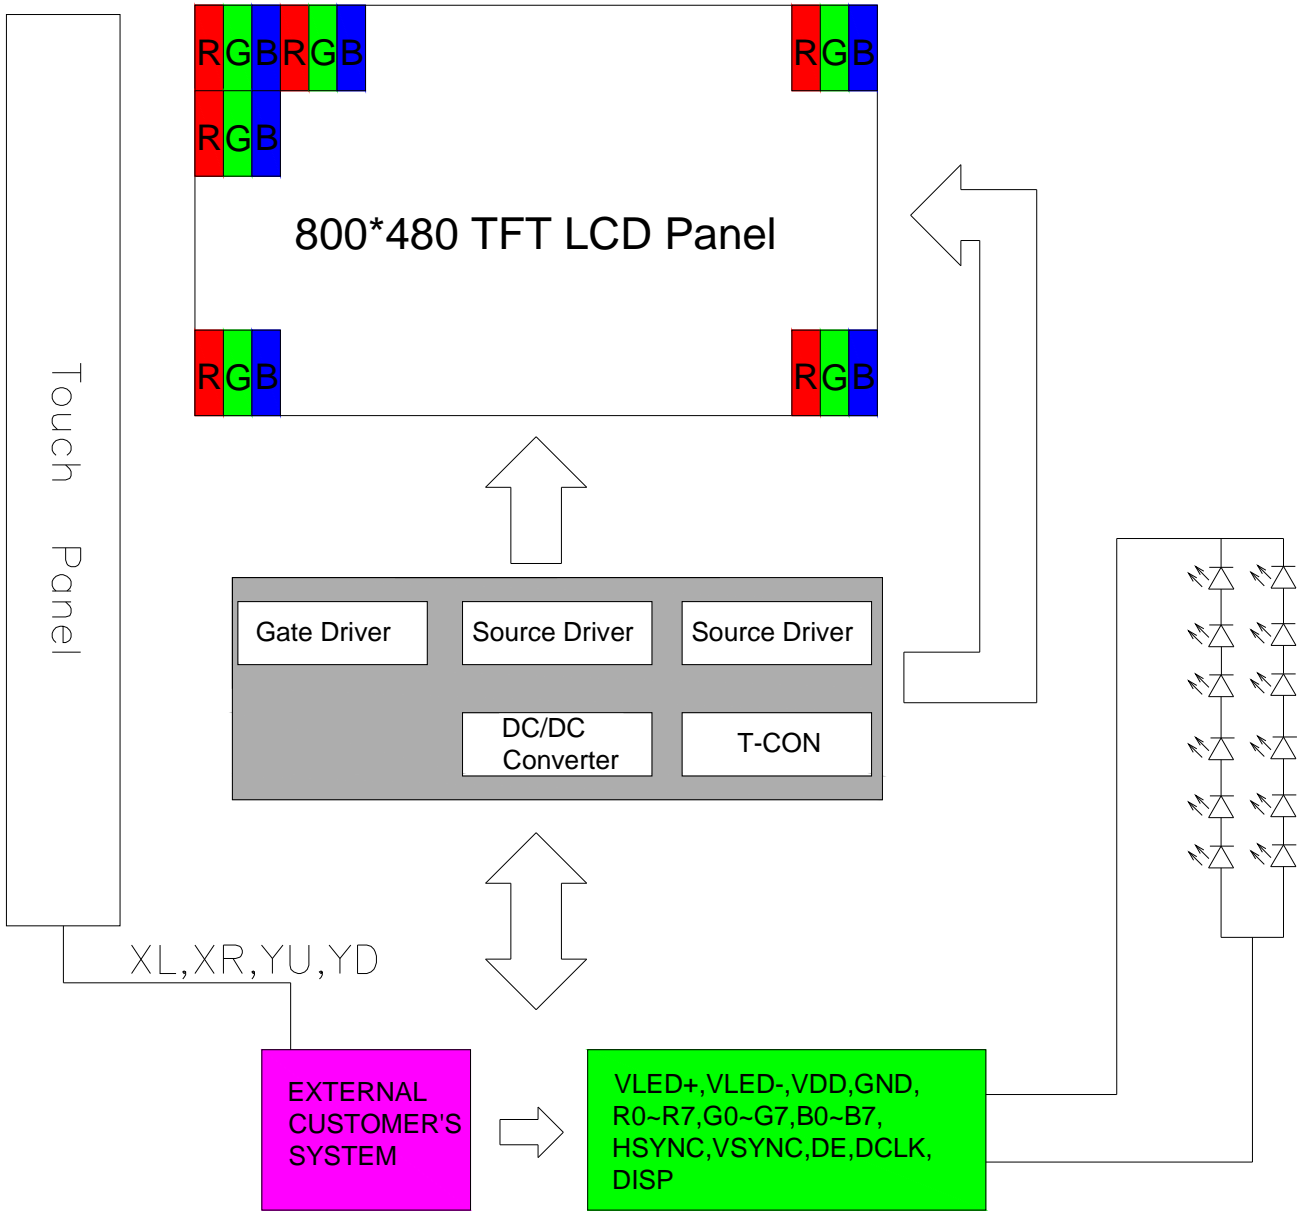 RGBRGB RGB
RGB
800*480 TFT LCD Panel
RGB RGB
Touch Panel
Gate Driver
Source Driver
Source Driver
DC/DC
Converter
T-CON
XL,XR,YU,YD
EXTERNAL
CUSTOMER'S
SYSTEM
VLED+,VLED-,VDD,GND,
R0~R7,G0~G7,B0~B7,
HSYNC,VSYNC,DE,DCLK,
DISP